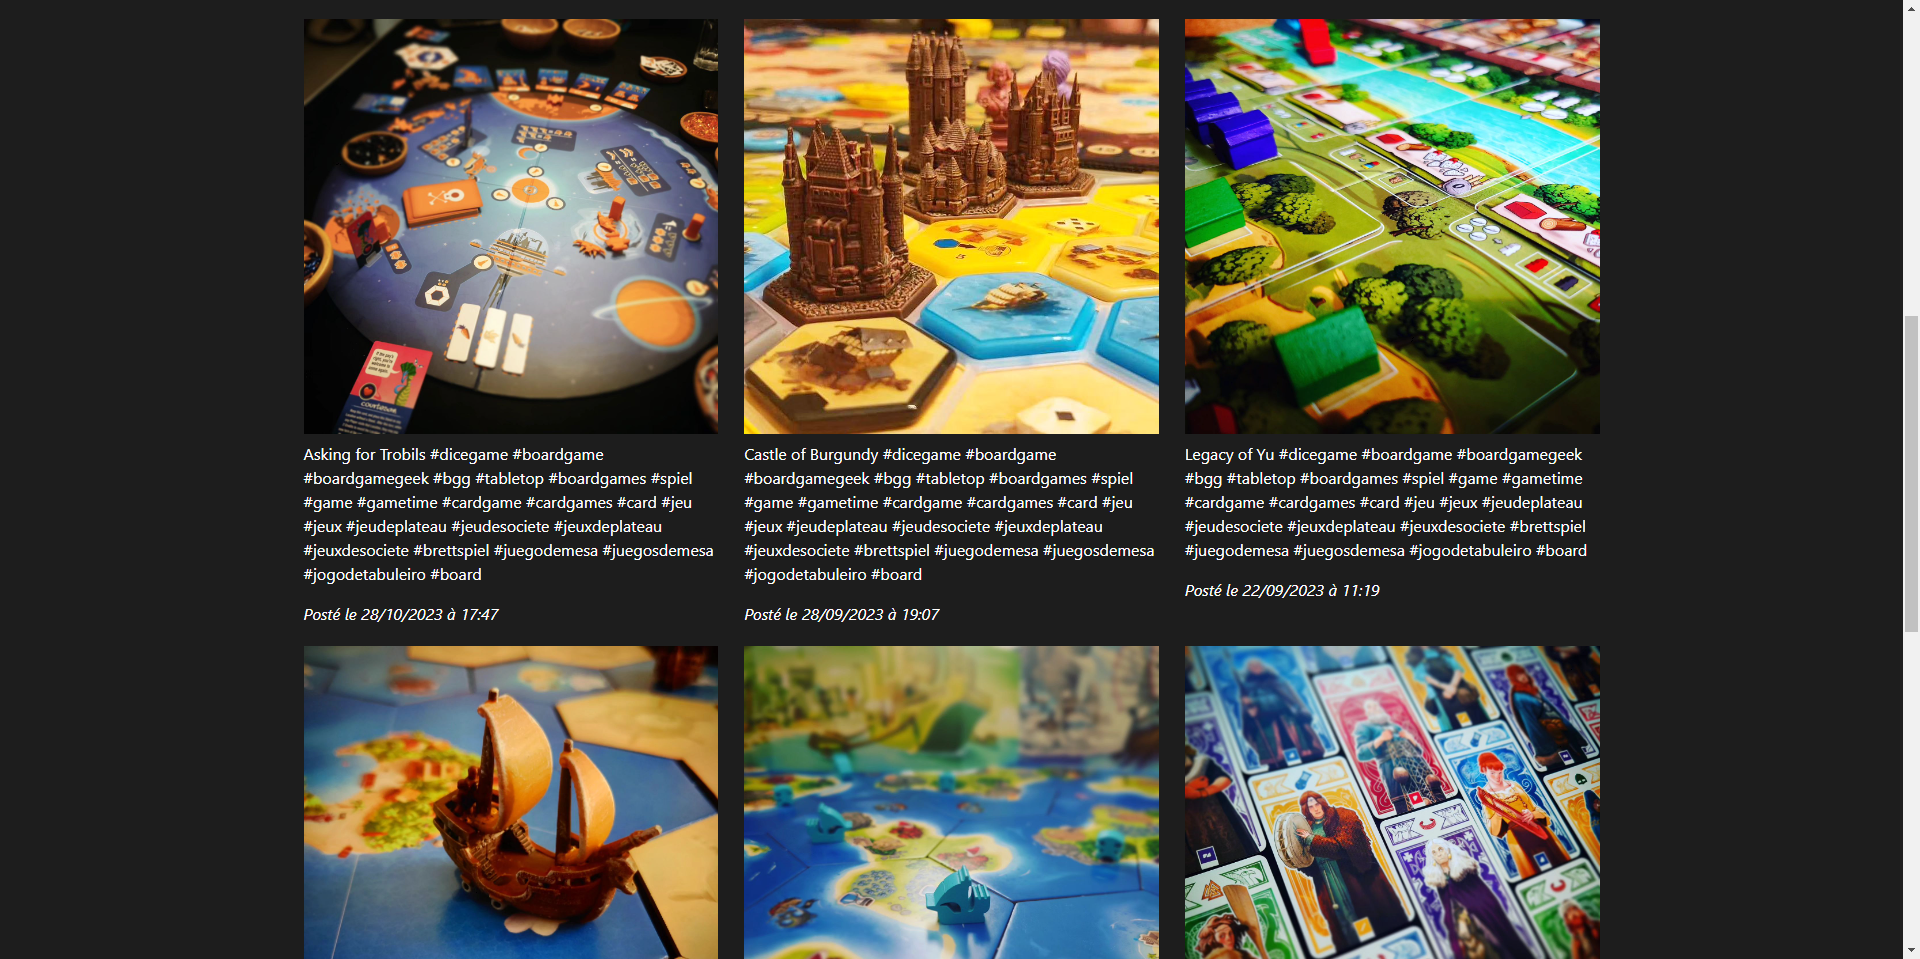 Asking for Trobils #dicegame #boardgame
#boardgamegeek #bgg #tabletop #boardgames #spiel
#game #gametime #cardgame #cardgames #card #jeu
#jeux #jeudeplateau #jeudesociete #jeuxdeplateau
#jeuxdesociete #brettspiel #juegodemesa #juegosdemesa
#jogodetabuleiro #board
Posté le 28/10/2023 à 17:47
Castle of Burgundy #dicegame #boardgame
#boardgamegeek #bgg #tabletop #boardgames #spiel
#game #gametime #cardgame #cardgames #card #jeu
#jeux #jeudeplateau #jeudesociete #jeuxdeplateau
#jeuxdesociete #brettspiel #juegodemesa #juegosdemesa
#jogodetabuleiro #board
Posté le 28/09/2023 à 19:07
Legacy of Yu #dicegame #boardgame #boardgamegeek
#bgg #tabletop #boardgames #spiel #game #gametime
#cardgame #cardgames #card #jeu #jeux #jeudeplateau
#jeudesociete #jeuxdeplateau #jeuxdesociete #brettspiel
#juegodemesa #juegosdemesa #jogodetabuleiro #board
Posté le 22/09/2023 à 11:19